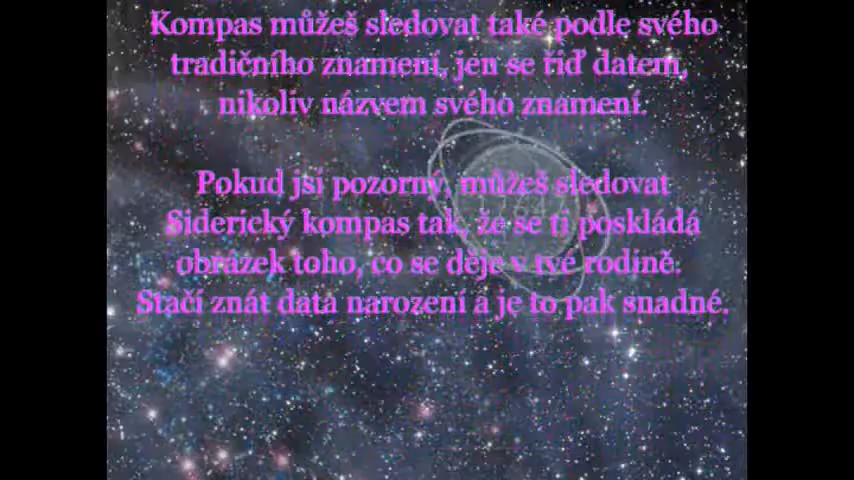 Kompas můžeš sledovat také podle svého
tradičního znamení, jen se řiď datem,
nikoliv názvem svého znamení.
Pokud jsi pozorný, můžeš sledovat
Siderický kompas tak, že se ti poskládá
obrázek toho, co se děje v tvé rodině.
Stačí znát data narození a je to pak snadné.